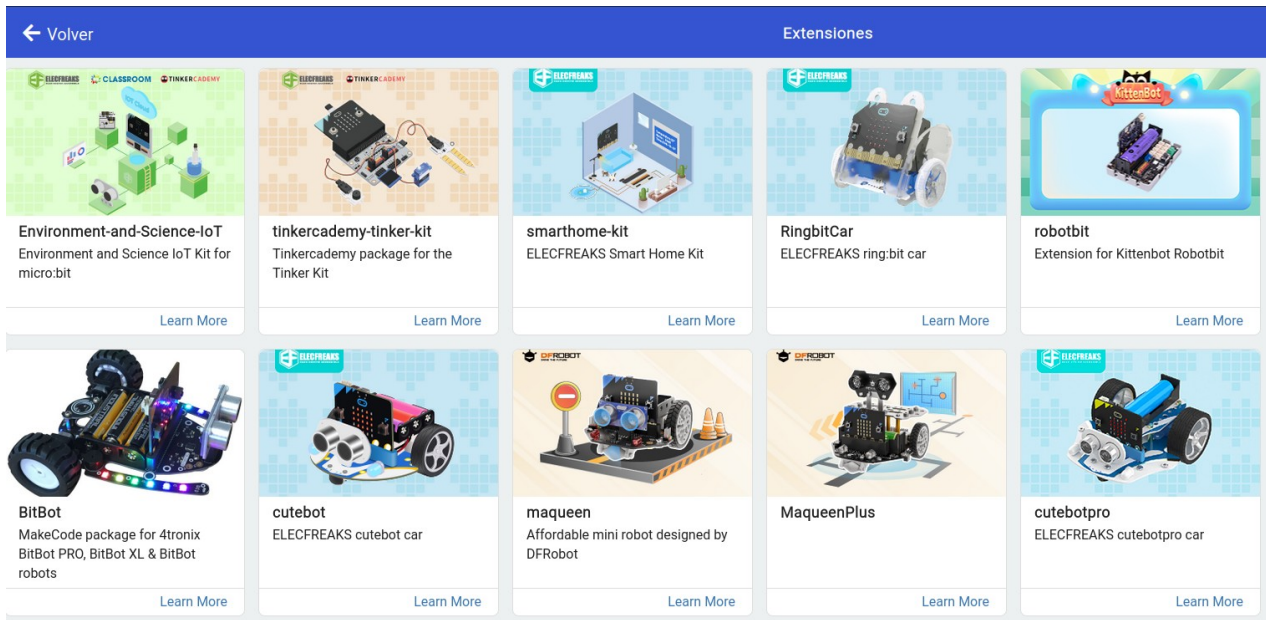 Volver
Extensiones
ELECFREAKS CLASSROOM TINKERCADEMY
ELECFREAKS TINKERCADEMY
ELECFREAKS
ELECFREAKS
KittenBot
IOT Cloud
Environment-and-Science-IoT
Environment and Science IoT Kit for
micro:bit
Learn More
tinkercademy-tinker-kit
Tinkercademy package for the
Tinker Kit
Learn More
smarthome-kit
ELECFREAKS Smart Home Kit
Learn More
RingbitCar
ELECFREAKS ring:bit car
Learn More
robotbit
Extension for Kittenbot Robotbit
Learn More
ELECFREAKS
DFROBOT
DFROBOT
ELECFREAKS
BitBot
MakeCode package for 4tronix
BitBot PRO, BitBot XL & BitBot
robots
Learn More
cutebot
ELECFREAKS cutebot car
Learn More
maqueen
Affordable mini robot designed by
DFRobot
Learn More
MaqueenPlus
Learn More
cutebotpro
ELECFREAKS cutebotpro car
Learn More